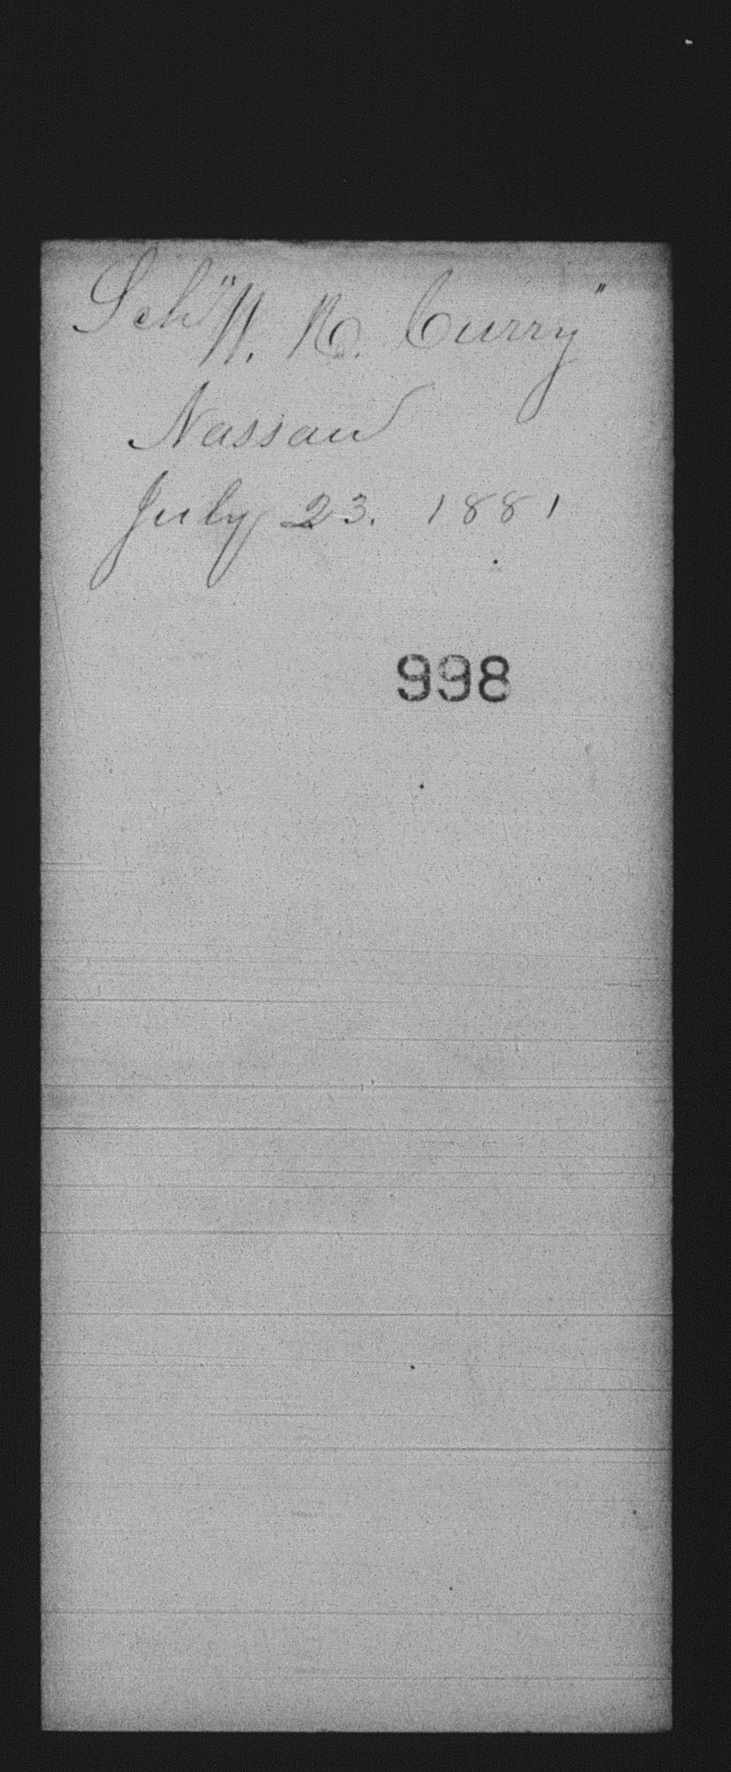 Sch "H. R. Curry"
Nassau
July 23. 1881
998